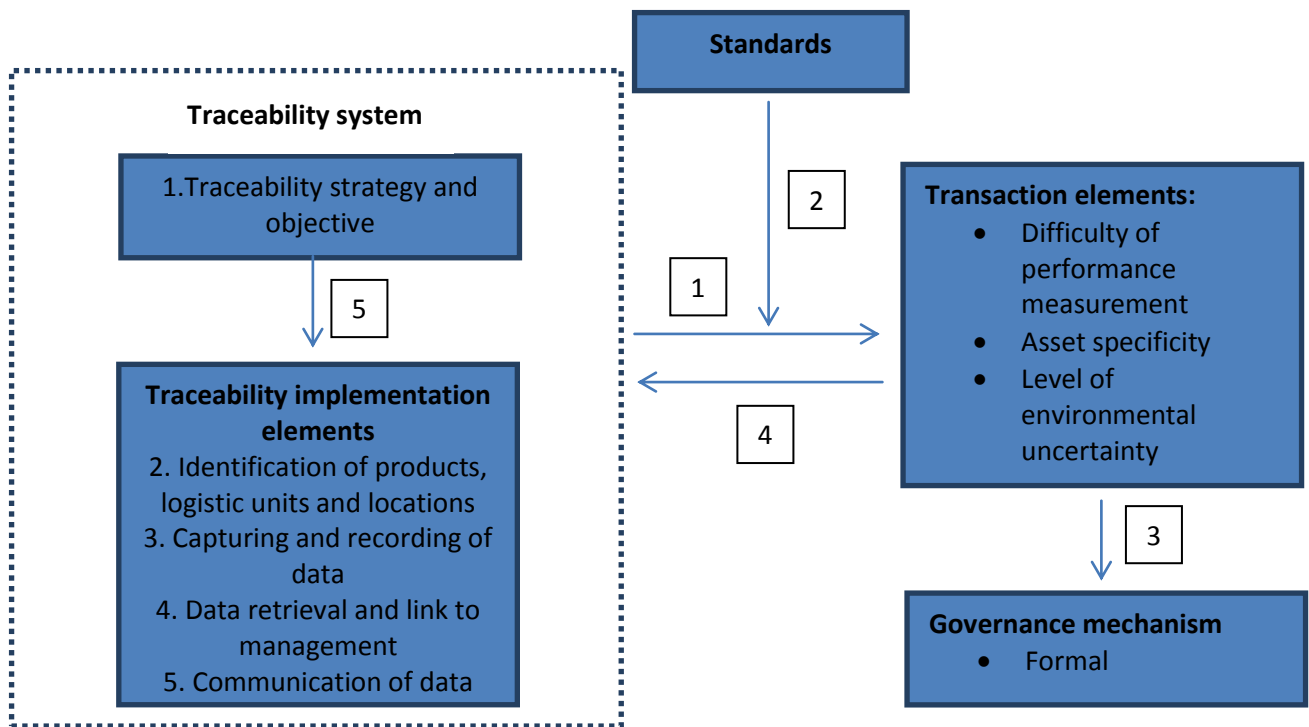 Standards
Traceability system
1.Traceability strategy and
objective
5
Traceability implementation
elements
2. Identification of products,
logistic units and locations
3. Capturing and recording of
data
4. Data retrieval and link to
management
5. Communication of data
1
2
4
Transaction elements:
• Difficulty of
performance
measurement
• Asset specificity
• Level of
environmental
uncertainty
3
Governance mechanism
• Formal